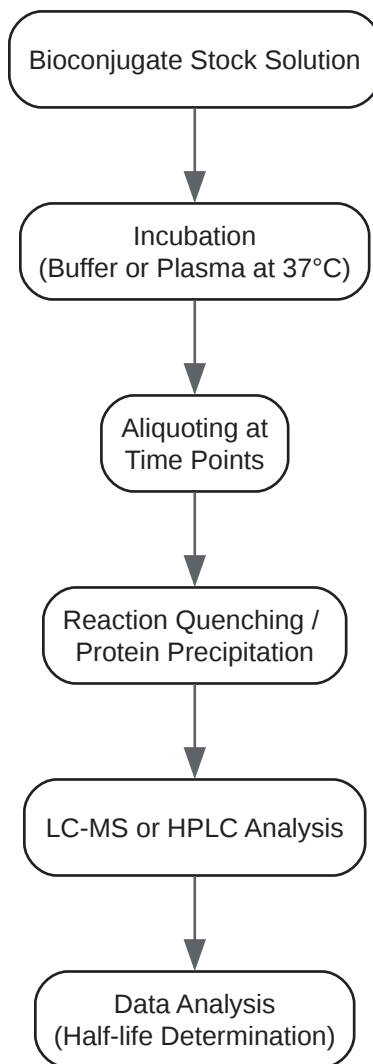 Bioconjugate Stock Solution
Incubation
(Buffer or Plasma at 37°C)
Aliquoting at
Time Points
Reaction Quenching /
Protein Precipitation
LC-MS or HPLC Analysis
Data Analysis
(Half-life Determination)